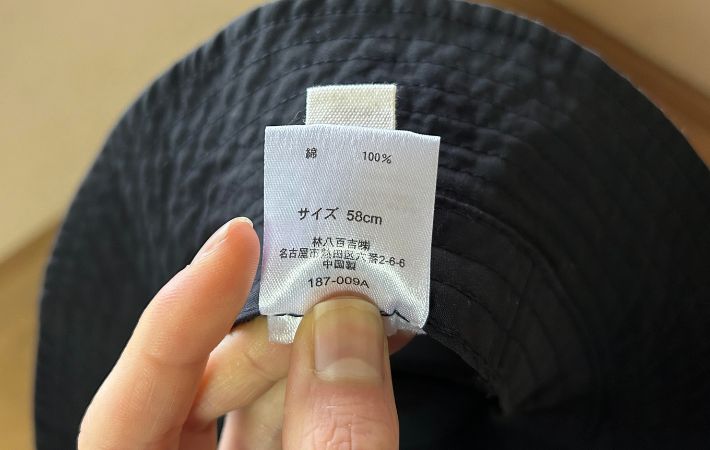 綿 100%
サイズ 58cm
林八百吉㈱
名古屋市熱田区六番2-6-6
中国製
187-009A